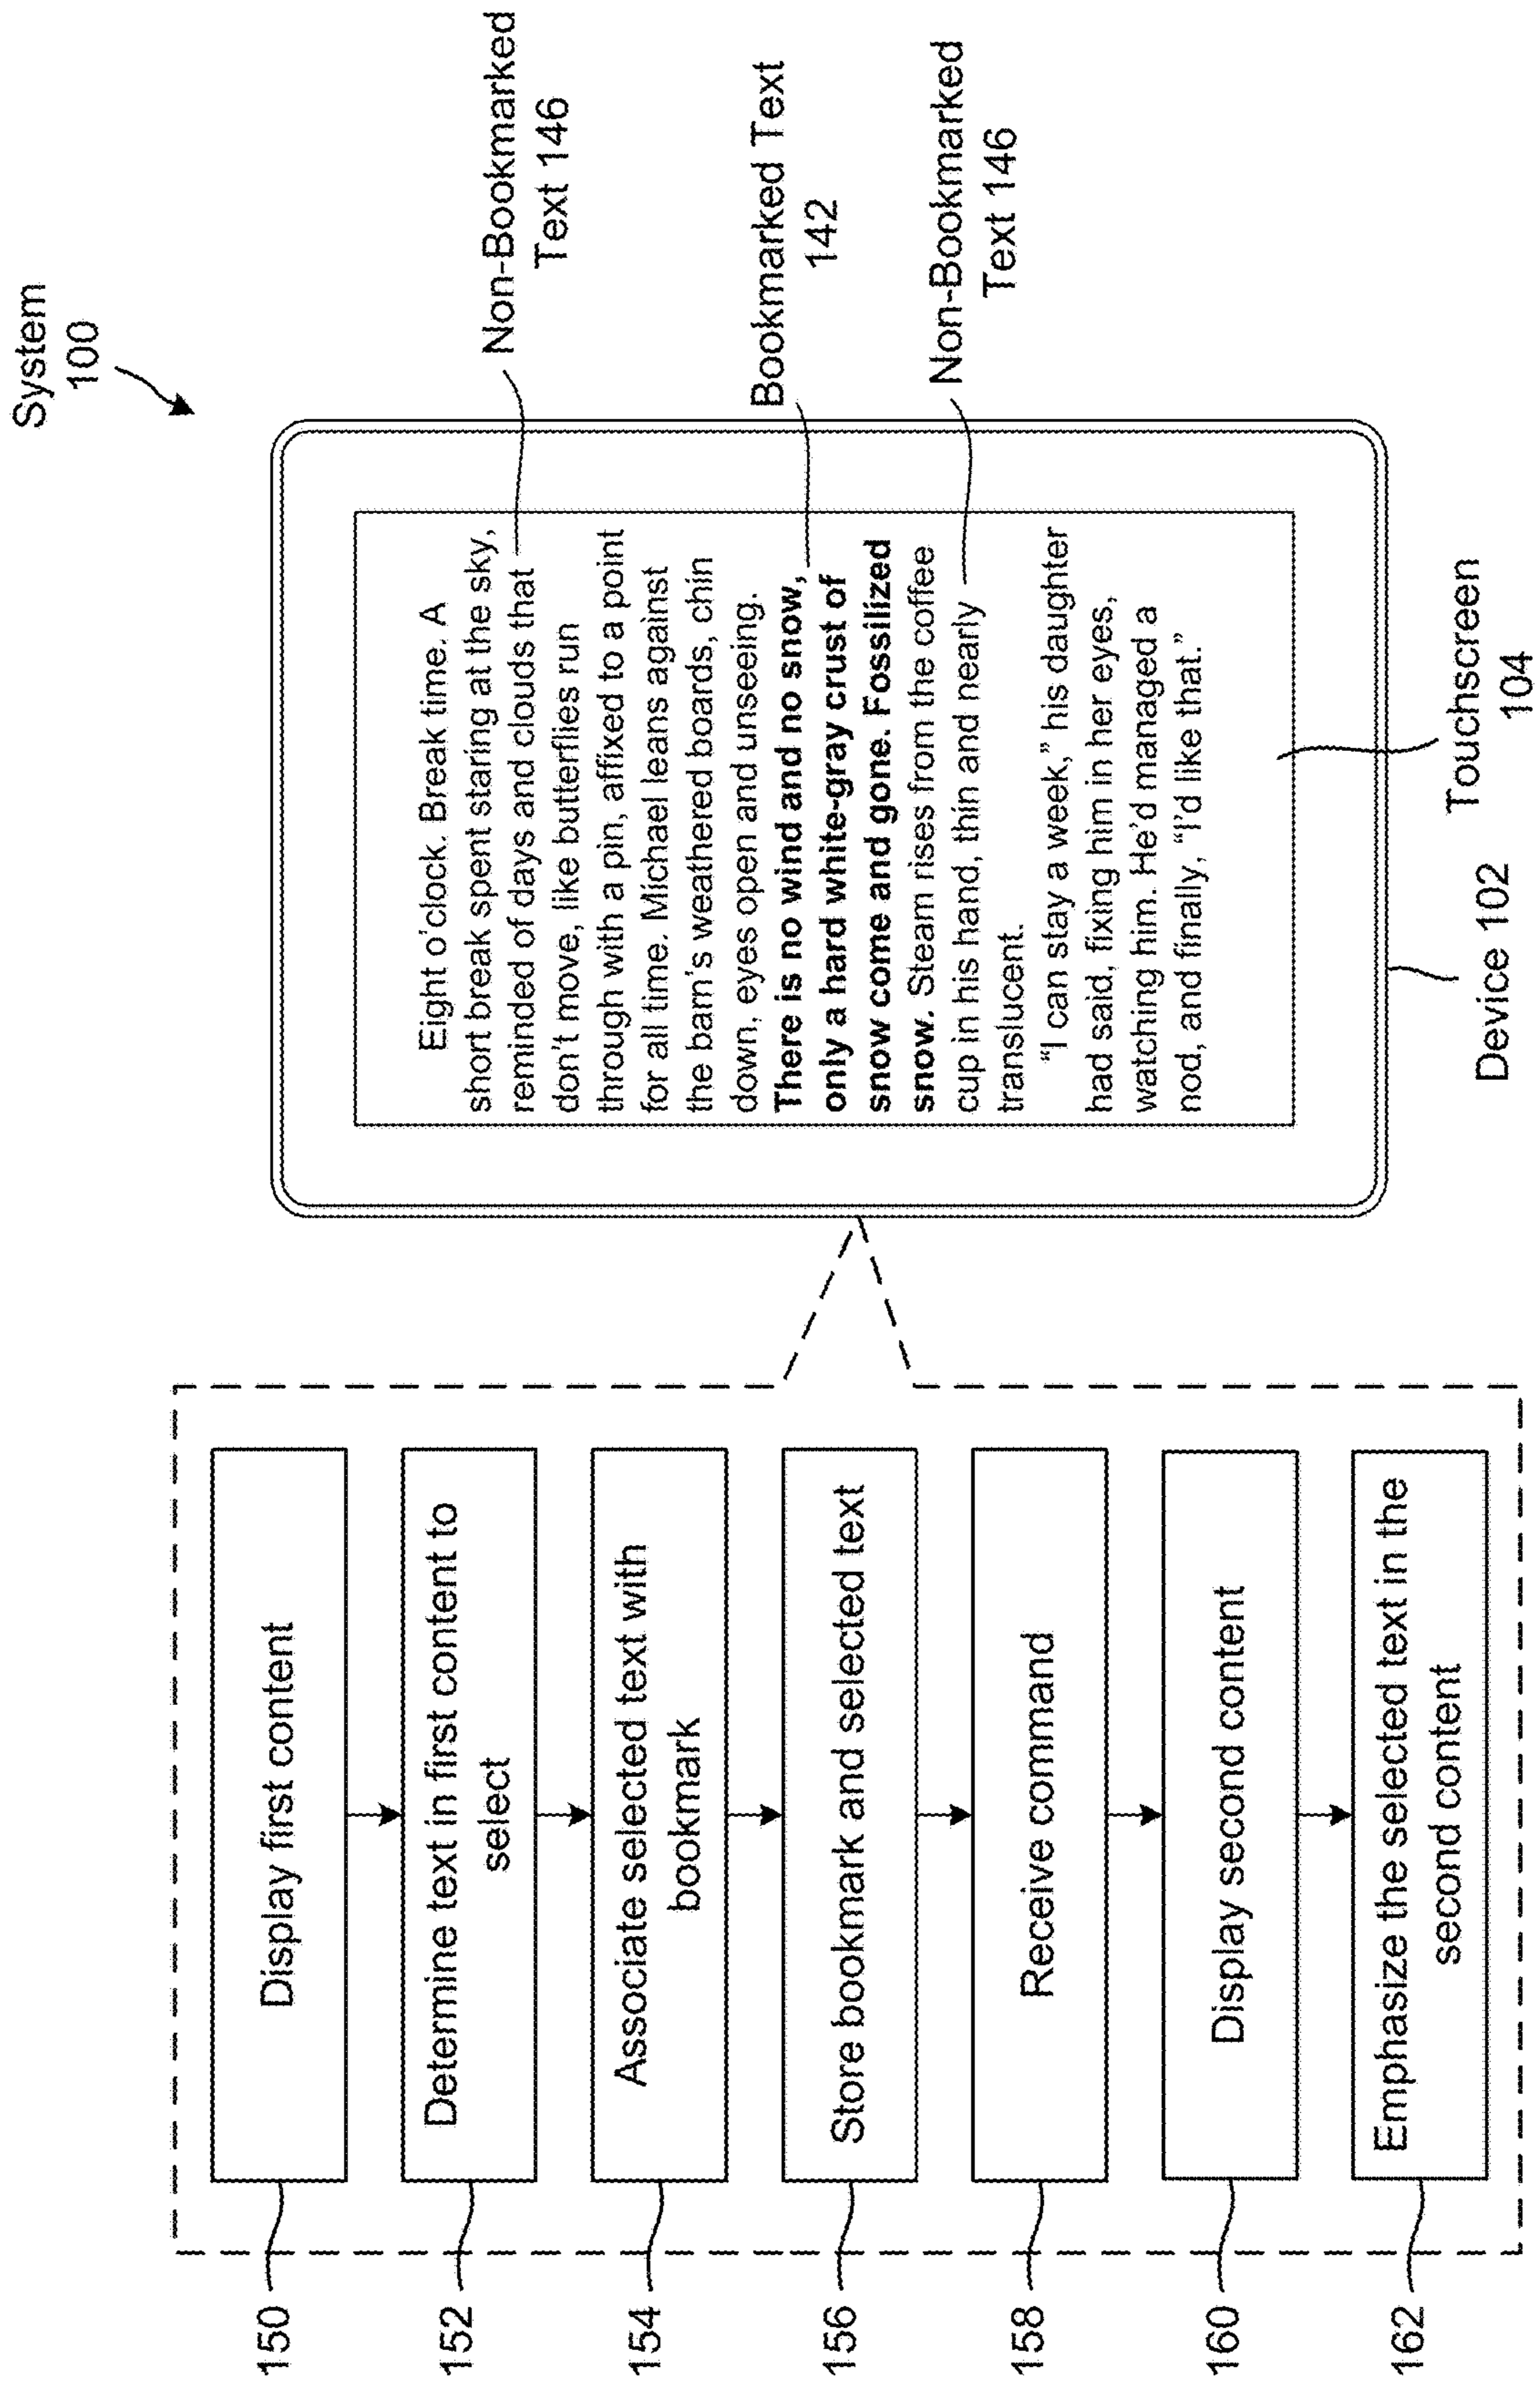 System
100
150
Display first content
152
Determine text in first content to
select
154
Associate selected text with
bookmark
156
Store bookmark and selected text
158
Receive command
160
Display second content
162
Emphasize the selected text in the
second content
Eight o'clock. Break time. A
short break spent staring at the sky,
reminded of days and clouds that
don't move, like butterflies run
through with a pin, affixed to a point
for all time. Michael leans against
the barn's weathered boards, chin
down, eyes open and unseeing.
There is no wind and no snow,
only a hard white-gray crust of
snow come and gone. Fossilized
snow. Steam rises from the coffee
cup in his hand, thin and nearly
translucent.
“I can stay a week,” his daughter
had said, fixing him in her eyes,
watching him. He'd managed a
nod, and finally, “I'd like that.”
Non-Bookmarked
Text 146
Bookmarked Text
142
Non-Bookmarked
Text 146
Device 102
Touchscreen
104